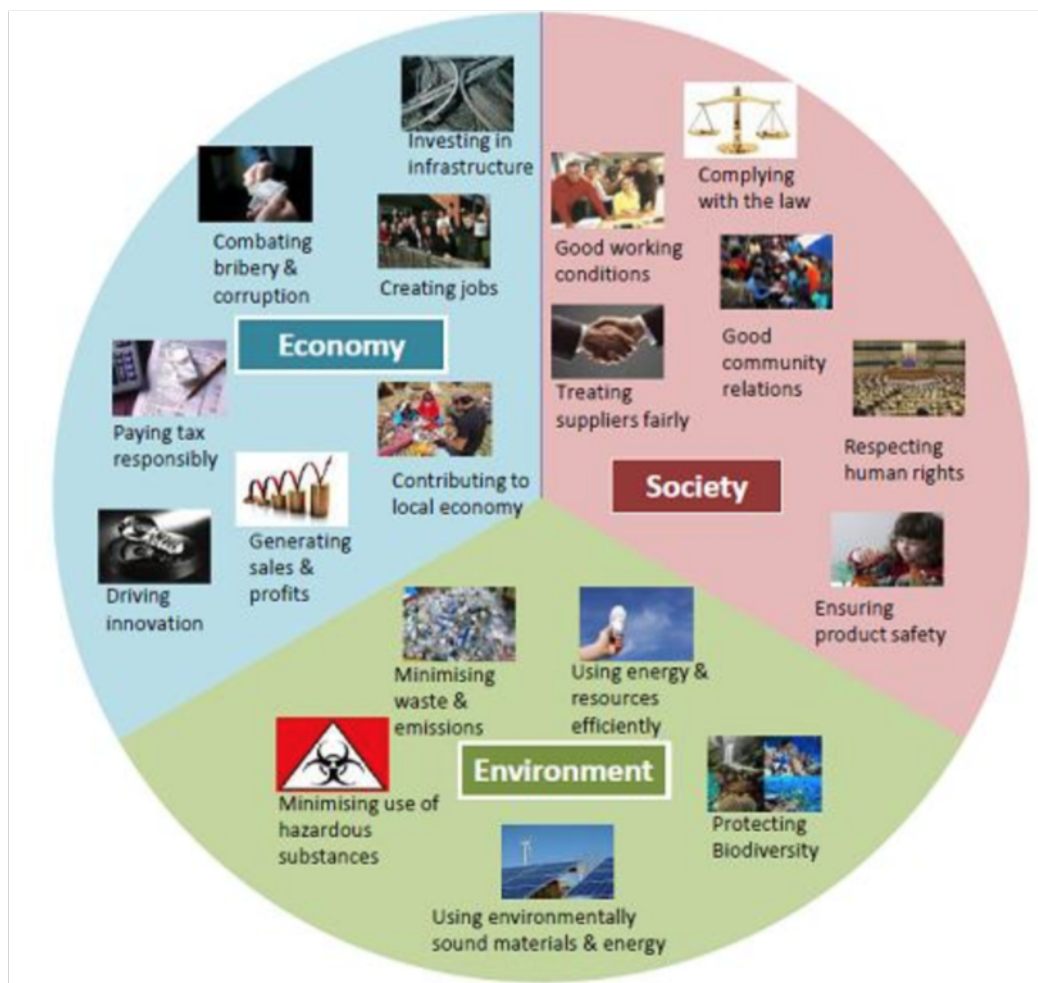 Investing in
infrastructure
Combating
bribery &
corruption
Creating jobs
Economy
Paying tax
responsibly
Contributing to
local economy
Generating
sales &
profits
Driving
innovation
Complying
with the law
Good working
conditions
Good
community
relations
Treating
suppliers fairly
Respecting
human rights
Society
Ensuring
product safety
Minimising
waste &
emissions
Using energy &
resources
efficiently
Environment
Minimising use of
hazardous
substances
Protecting
Biodiversity
Using environmentally
sound materials & energy